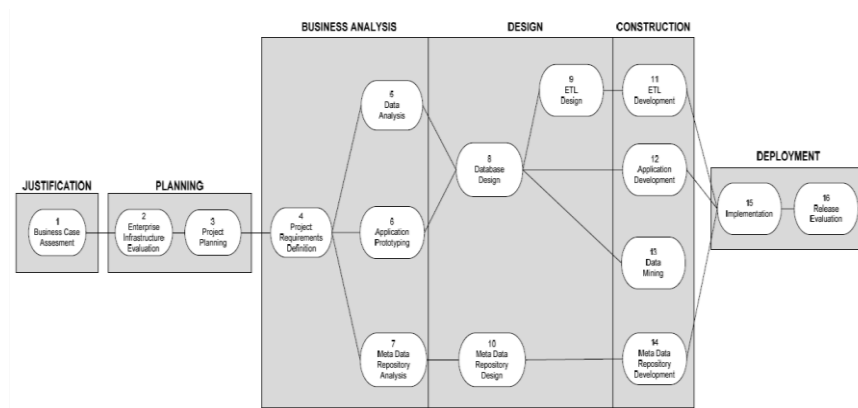 BUSINESS ANALYSIS
DESIGN
CONSTRUCTION
DEPLOYMENT
JUSTIFICATION
PLANNING
1
Business Case
Assesment
2
Enterprise
Infrastructure
Evaluation
3
Project
Planning
4
Project
Requirements
Definition
5
Data
Analysis
6
Application
Prototyping
7
Meta Data
Repository
Analysis
8
Database
Design
9
ETL
Design
10
Meta Data
Repository
Design
11
ETL
Development
12
Application
Development
13
Data
Mining
14
Meta Data
Repository
Development
15
Implementation
16
Release
Evaluation